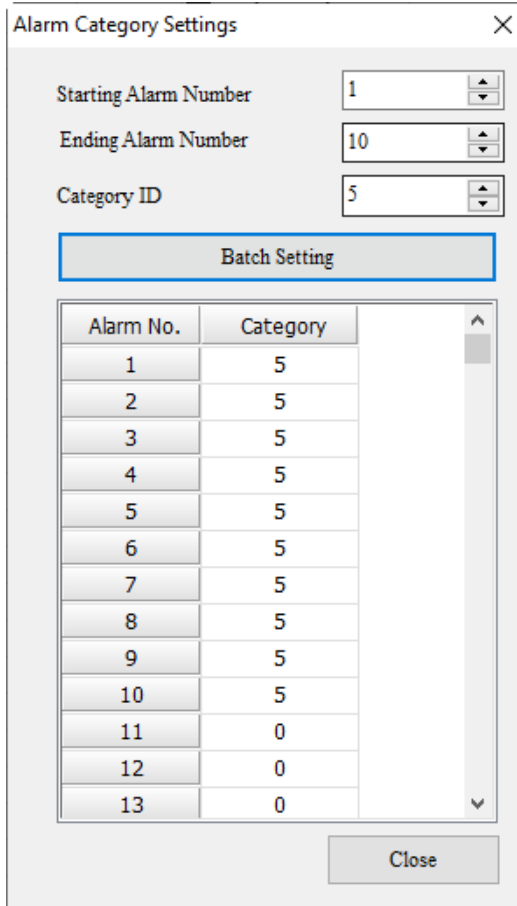 Alarm Category Settings
Starting Alarm Number 1
Ending Alarm Number 10
Category ID 5
Batch Setting
Alarm No. Category
1 5
2 5
3 5
4 5
5 5
6 5
7 5
8 5
9 5
10 5
11 0
12 0
13 0
Close